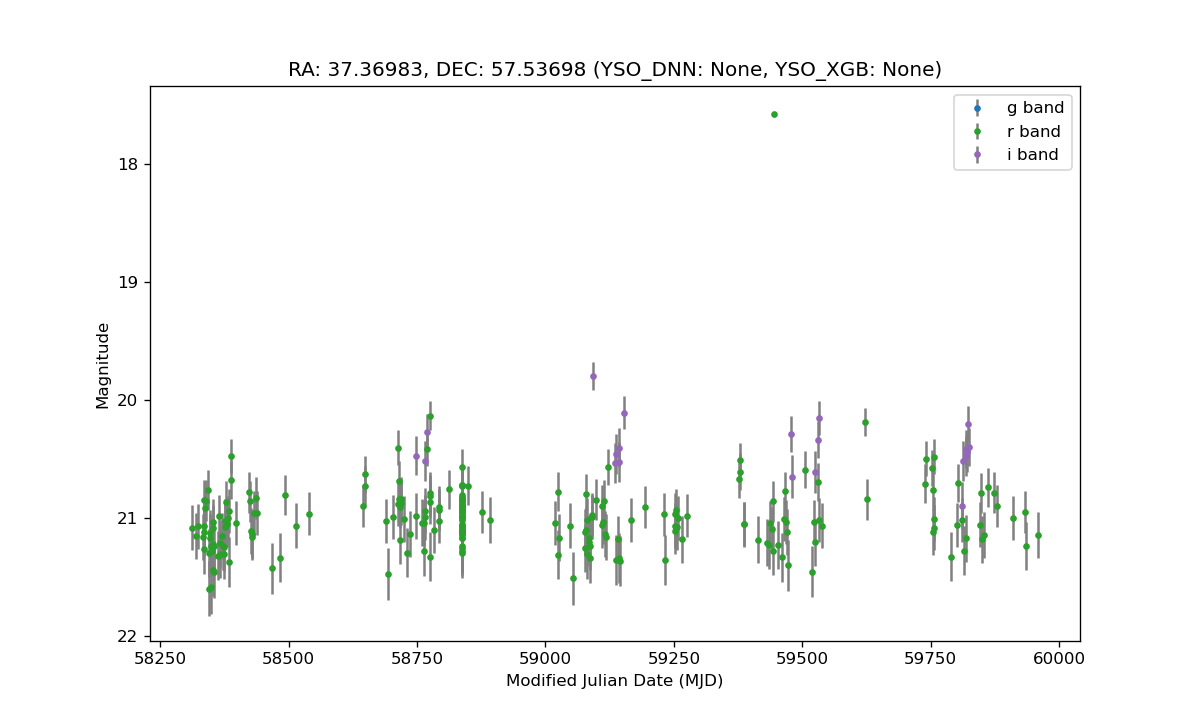 RA: 37.36983, DEC: 57.53698 (YSO_DNN: None, YSO_XGB: None)
g band
r band
i band
18
19
20
21
22
Magnitude
58250 58500 58750 59000 59250 59500 59750 60000
Modified Julian Date (MJD)